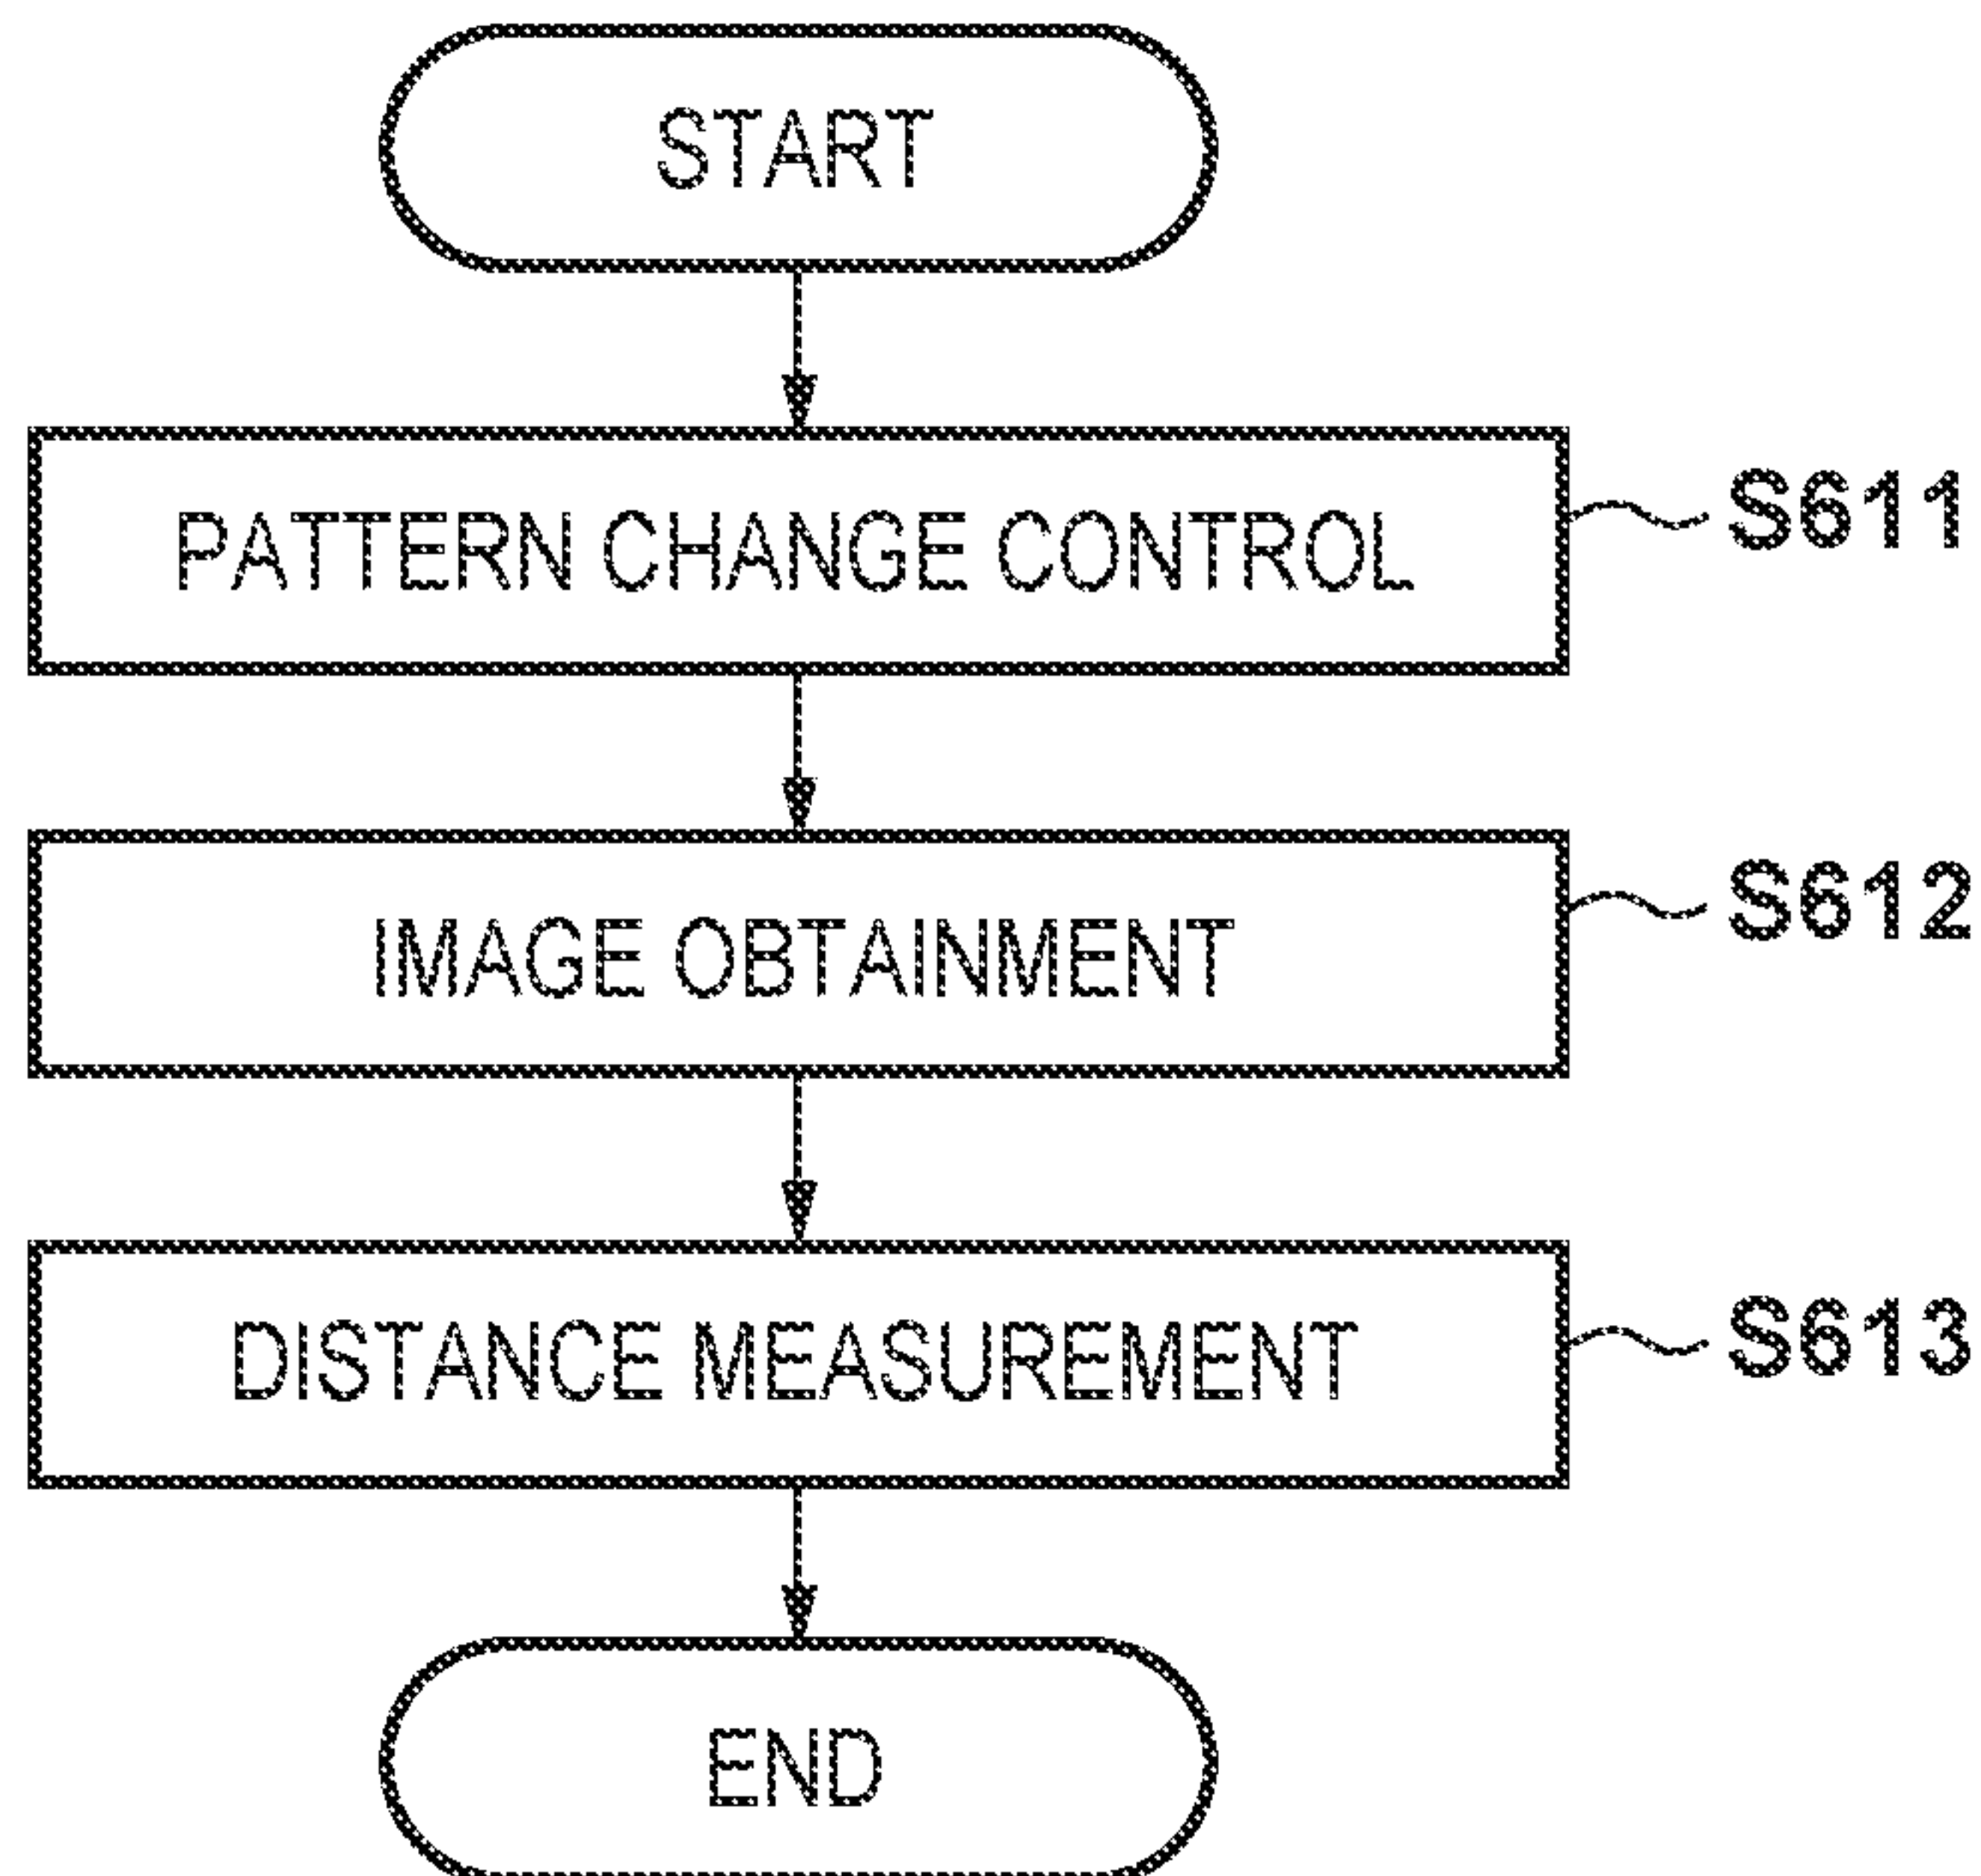 START
PATTERN CHANGE CONTROL
S611
IMAGE OBTAINMENT
S612
DISTANCE MEASUREMENT
S613
END